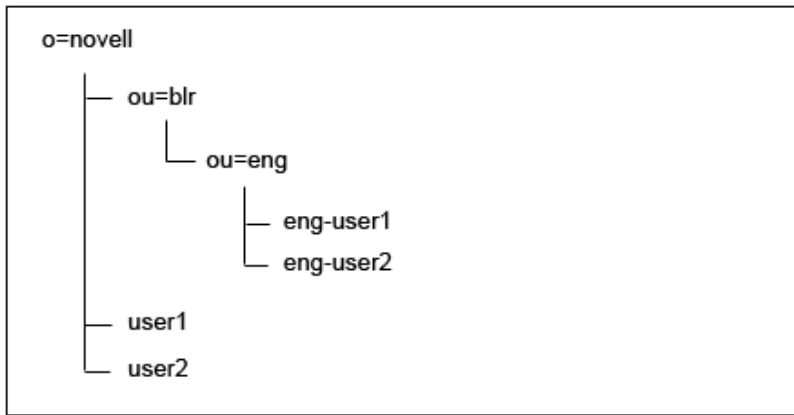 o=novell
ou=blr
ou=eng
eng-user1
eng-user2
user1
user2